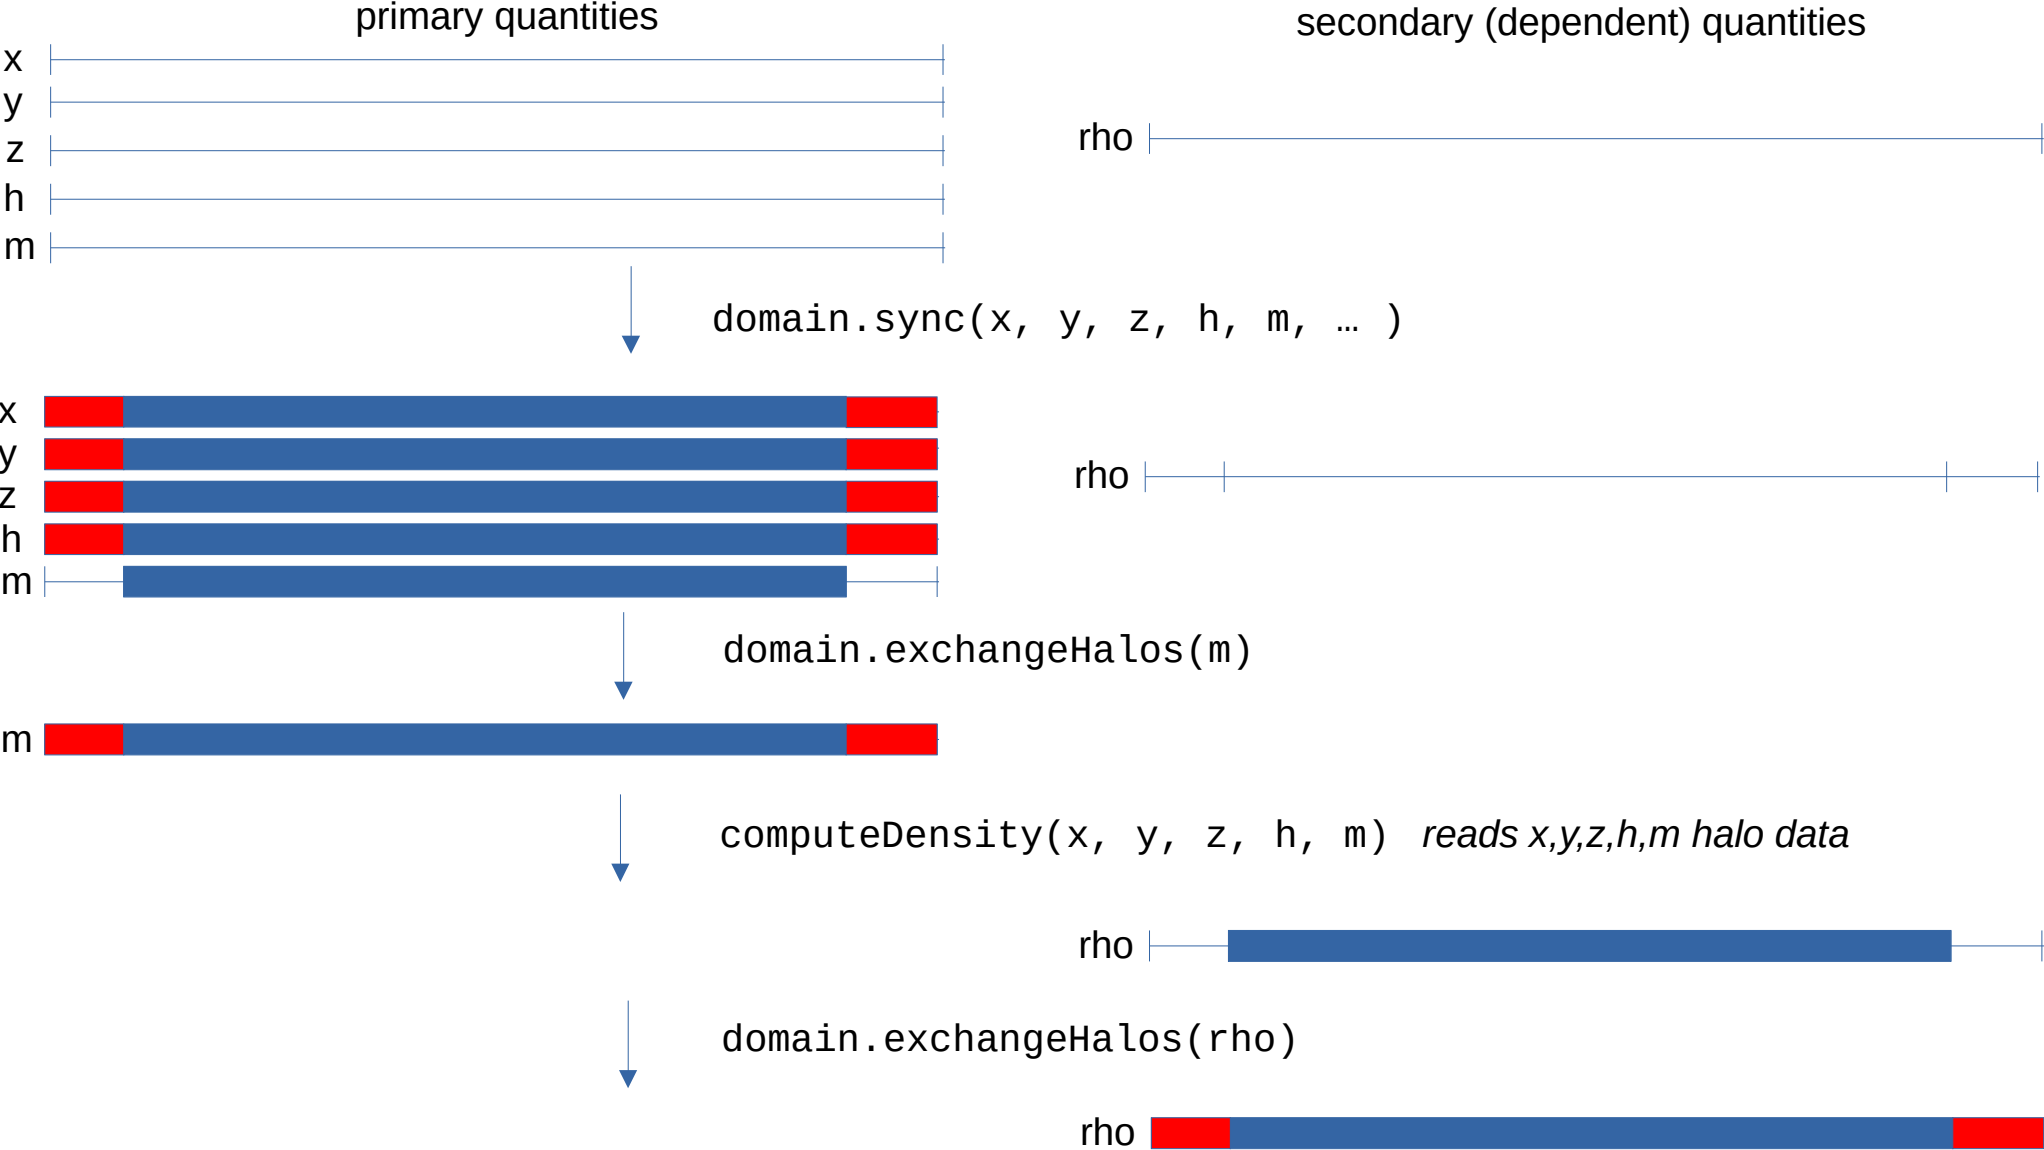 primary quantities
secondary (dependent) quantities
x
y
z
h
m
rho
domain.sync(x, y, z, h, m, … )
x
y
z
h
m
rho
domain.exchangeHalos(m)
m
computeDensity(x, y, z, h, m) reads x,y,z,h,m halo data
rho
domain.exchangeHalos(rho)
rho